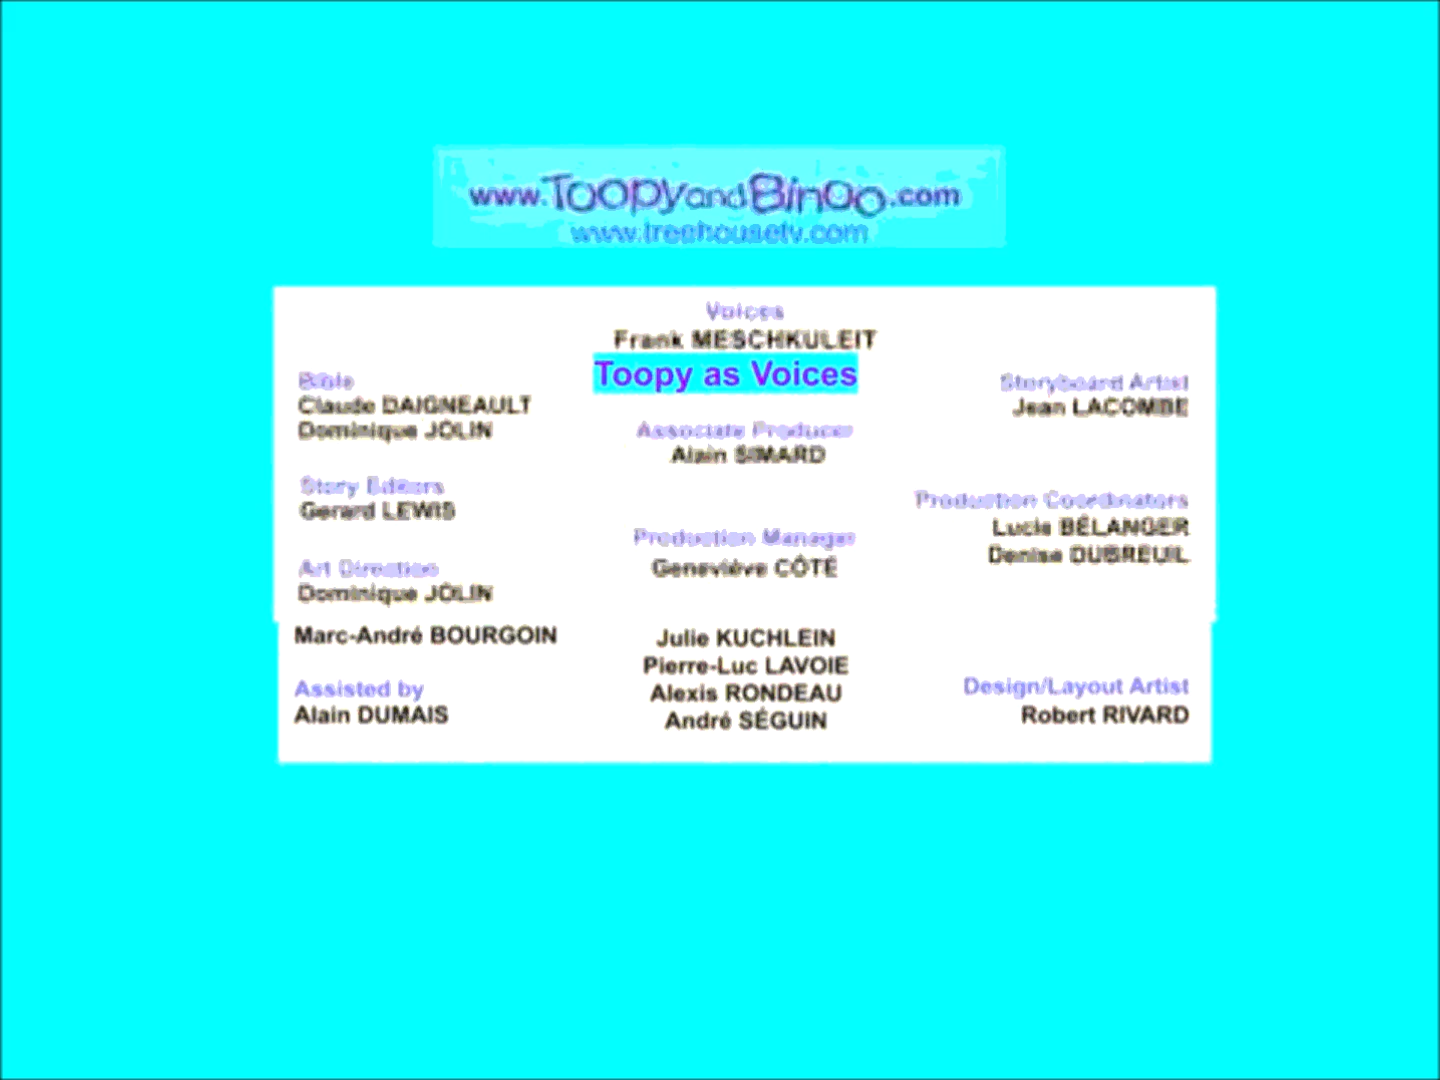 www.ToopyandBingo.com
www.treehousetv.com
Voices
Frank MESCHKULEIT
Toopy as Voices
Bible
Claude DAIGNEAULT
Dominique JOLIN
Story Editors
Gerard LEWIS
Art Direction
Dominique JOLIN
Marc-André BOURGOIN
Assisted by
Alain DUMAIS
Associate Producer
Alain SIMARD
Production Manager
Geneviève CÔTÉ
Julie KUCHLEIN
Pierre-Luc LAVOIE
Alexis RONDEAU
André SÉGUIN
Storyboard Artist
Jean LACOMBE
Production Coordinators
Lucie BÉLANGER
Denise DUBREUIL
Design/Layout Artist
Robert RIVARD